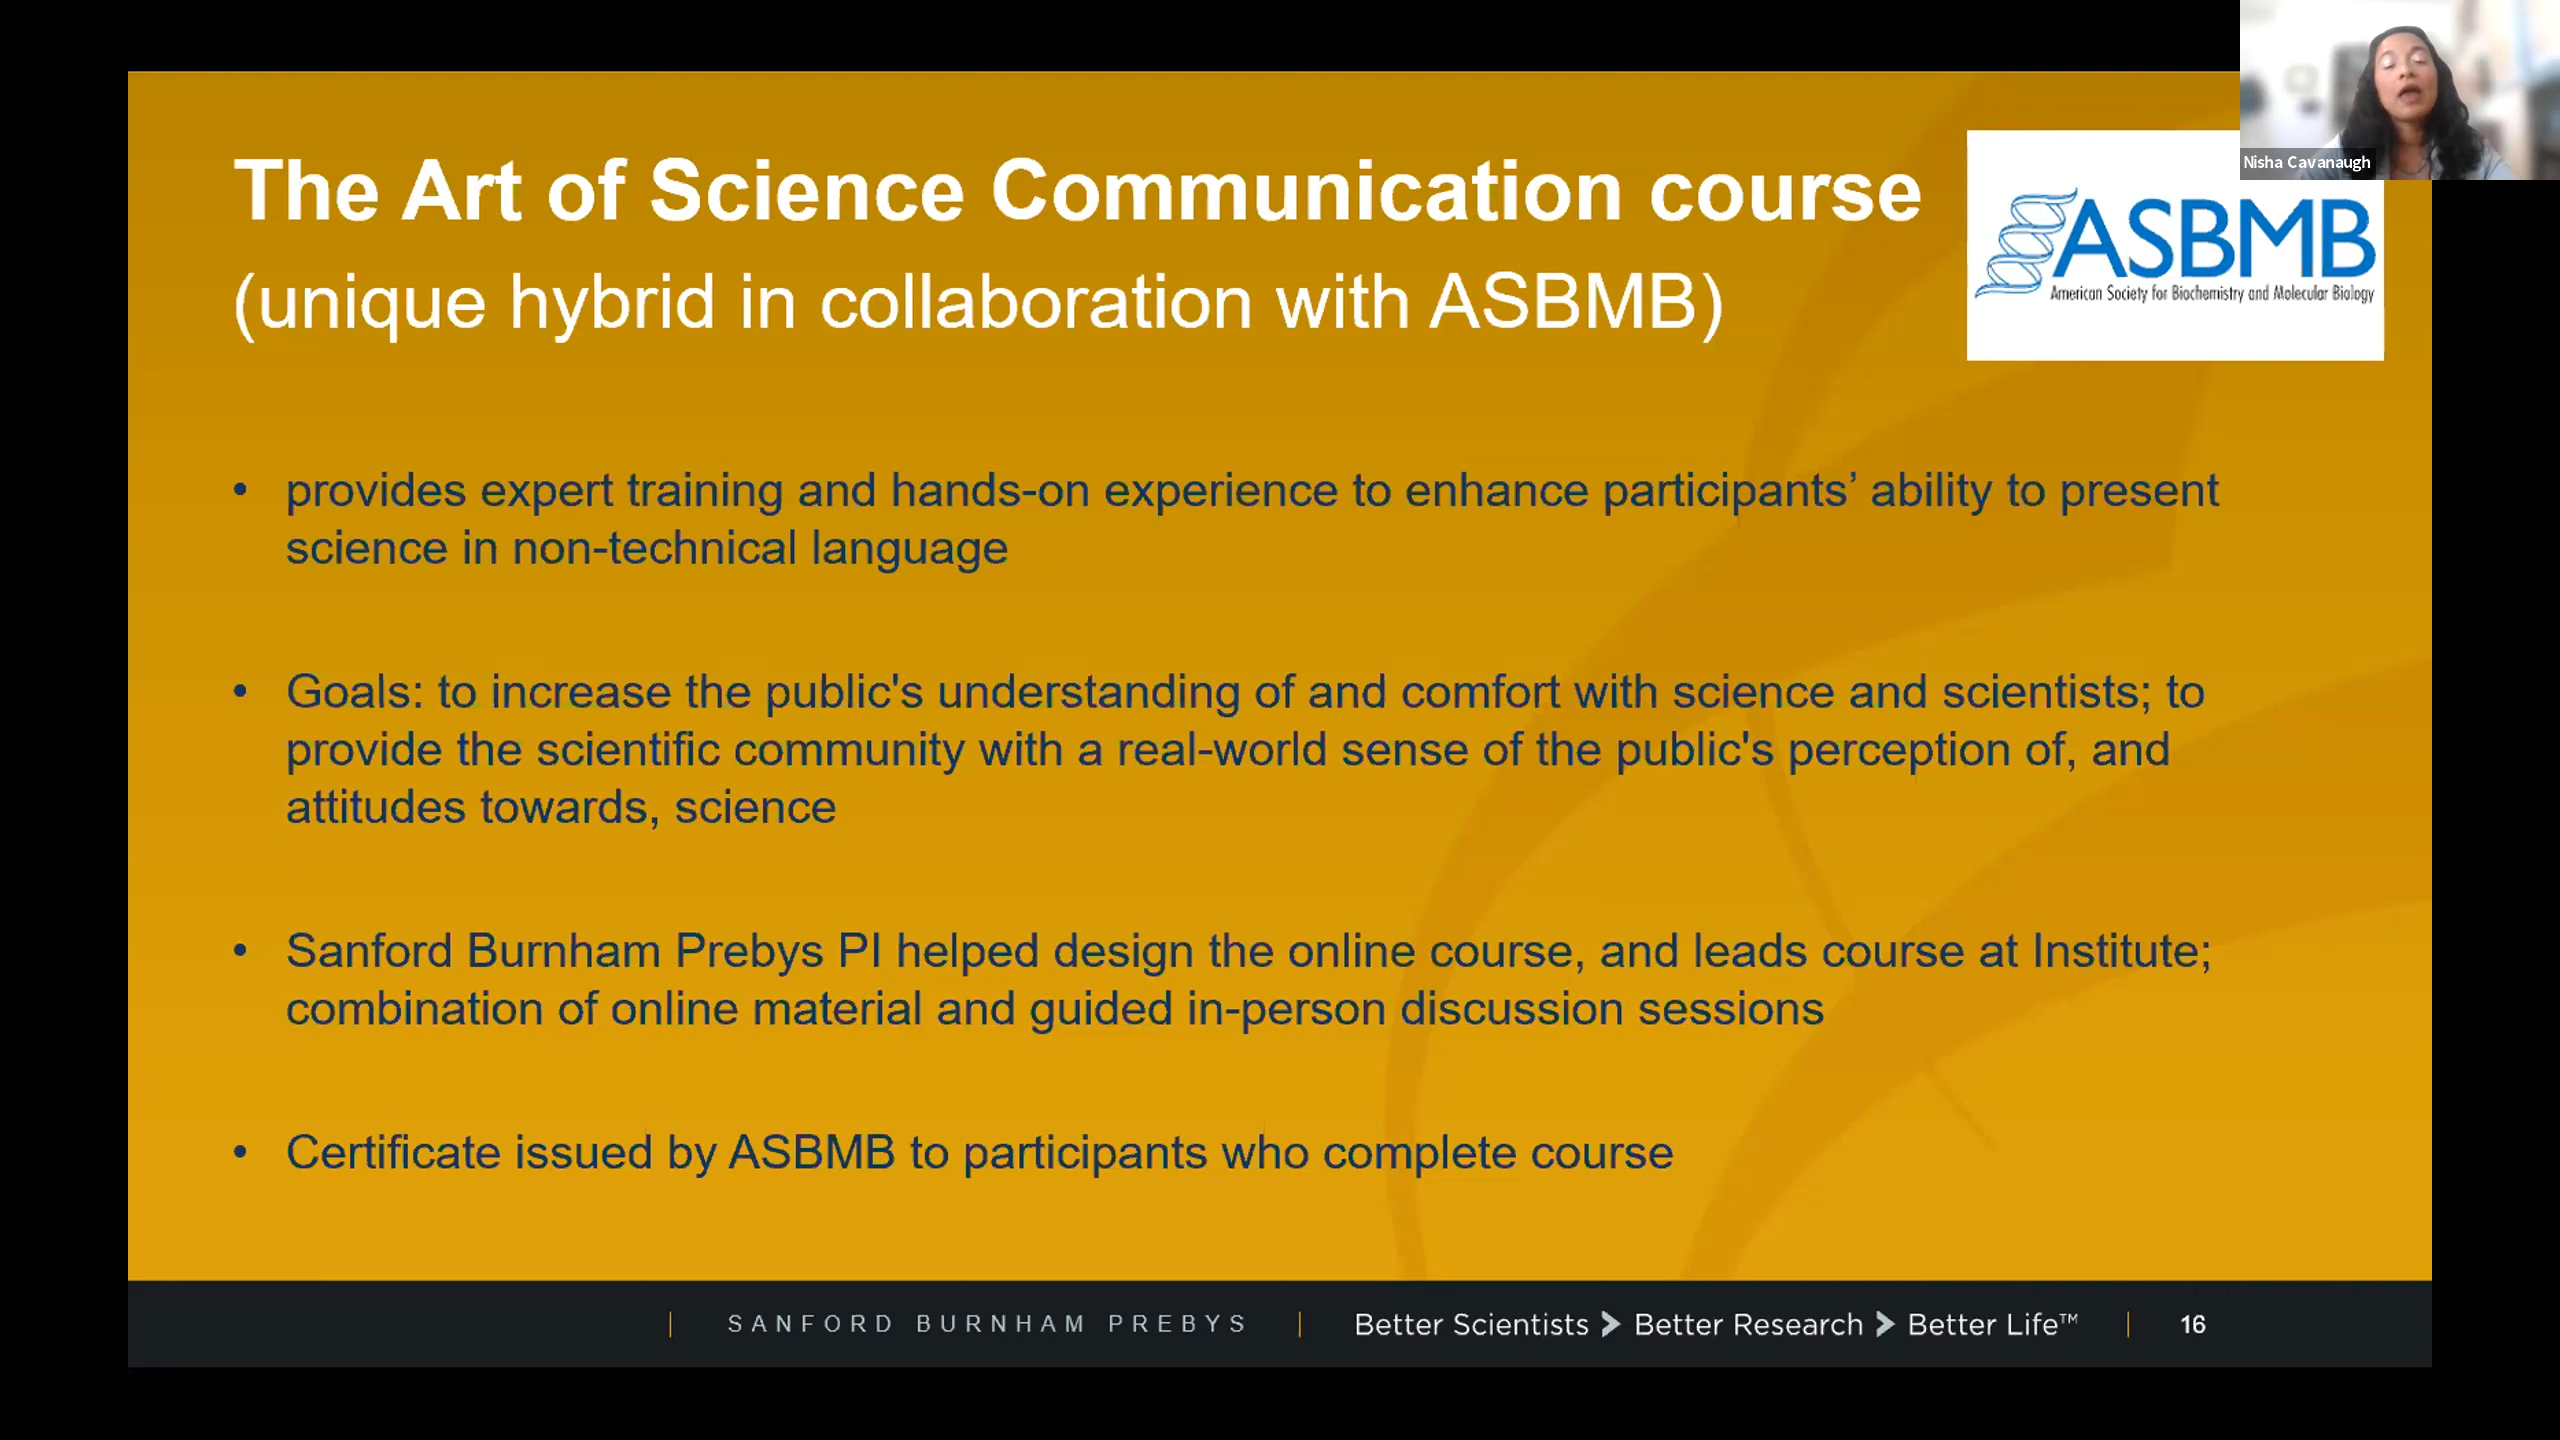 Nisha Cavanaugh
The Art of Science Communication course
(unique hybrid in collaboration with ASBMB)
ASBMB
American Society for Biochemistry and Molecular Biology
• provides expert training and hands-on experience to enhance participants’ ability to present
science in non-technical language
• Goals: to increase the public's understanding of and comfort with science and scientists; to
provide the scientific community with a real-world sense of the public's perception of, and
attitudes towards, science
• Sanford Burnham Prebys PI helped design the online course, and leads course at Institute;
combination of online material and guided in-person discussion sessions
• Certificate issued by ASBMB to participants who complete course
| SANFORD BURNHAM PREBYS | Better Scientists > Better Research > Better Life™ | 16